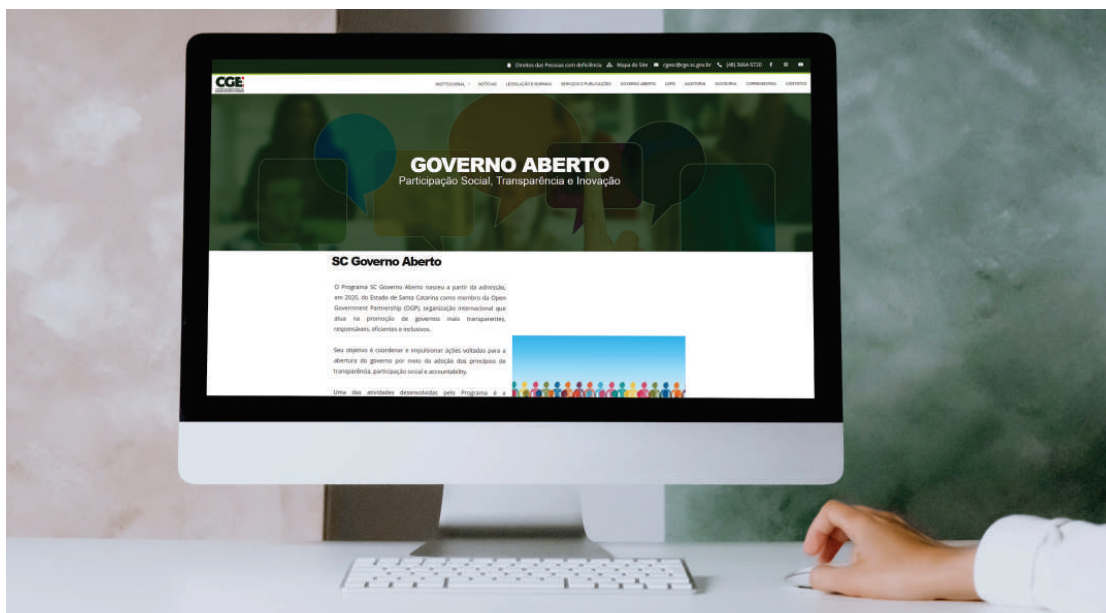 Direitos das Pessoas com deficiência Mapa do Site cgesc@cge.sc.gov.br (48) 3664-5720
CGE
INSTITUCIONAL NOTÍCIAS LEGISLAÇÃO E NORMAS SERVIÇOS E PUBLICAÇÕES GOVERNO ABERTO LGPD AUDITORIA OUVIDORIA CORREGEDORIA CONTATOS
GOVERNO ABERTO
Participação Social, Transparência e Inovação
SC Governo Aberto
O Programa SC Governo Aberto nasceu a partir da admissão,
em 2020, do Estado de Santa Catarina como membro da Open
Government Partnership (OGP), organização internacional que
atua na promoção de governos mais transparentes,
responsáveis, eficientes e inclusivos.
Seu objetivo é coordenar e impulsionar ações voltadas para a
abertura do governo por meio da adoção dos princípios de
transparência, participação social e accountability.
Uma das atividades desenvolvidas pelo Programa é a